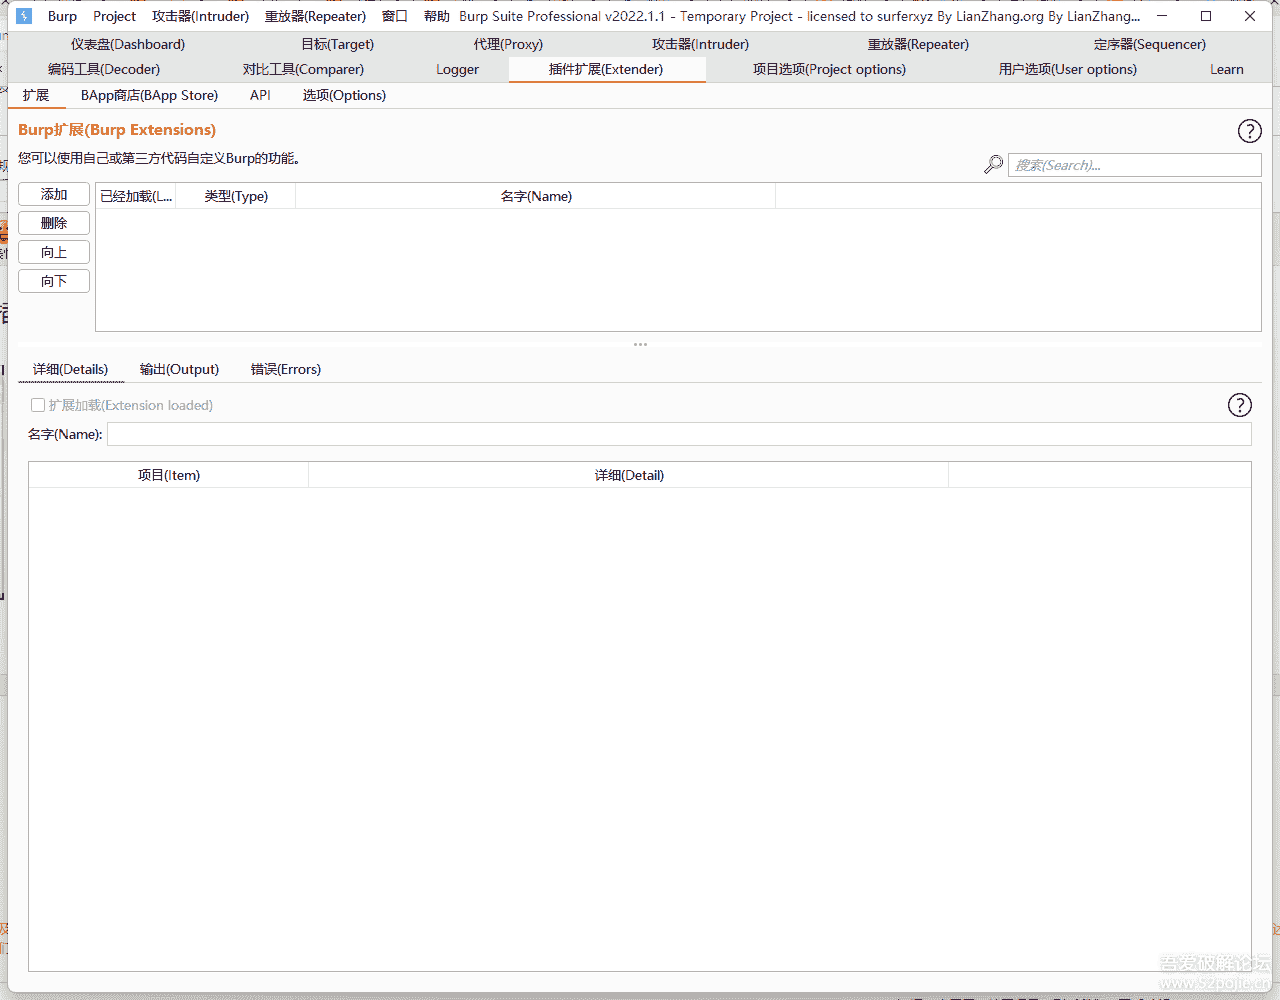 Burp Project 攻击器(Intruder) 重放器(Repeater) 窗口 帮助 Burp Suite Professional v2022.1.1 - Temporary Project - licensed to surferxyz By LianZhang.org By LianZhang...
仪表盘(Dashboard) 目标(Target) 代理(Proxy) 攻击器(Intruder) 重放器(Repeater) 定序器(Sequencer)
编码工具(Decoder) 对比工具(Comparer) Logger 插件扩展(Extender) 项目选项(Project options) 用户选项(User options) Learn
扩展 BApp商店(BApp Store) API 选项(Options)
Burp扩展(Burp Extensions)
您可以使用自己或第三方代码自定义Burp的功能。
搜索(Search)...
添加
删除
向上
向下
已经加载(L... 类型(Type) 名字(Name)
详细(Details) 输出(Output) 错误(Errors)
扩展加载(Extension loaded)
名字(Name):
项目(Item) 详细(Detail)
吾爱破解论坛
www.52pojie.cn